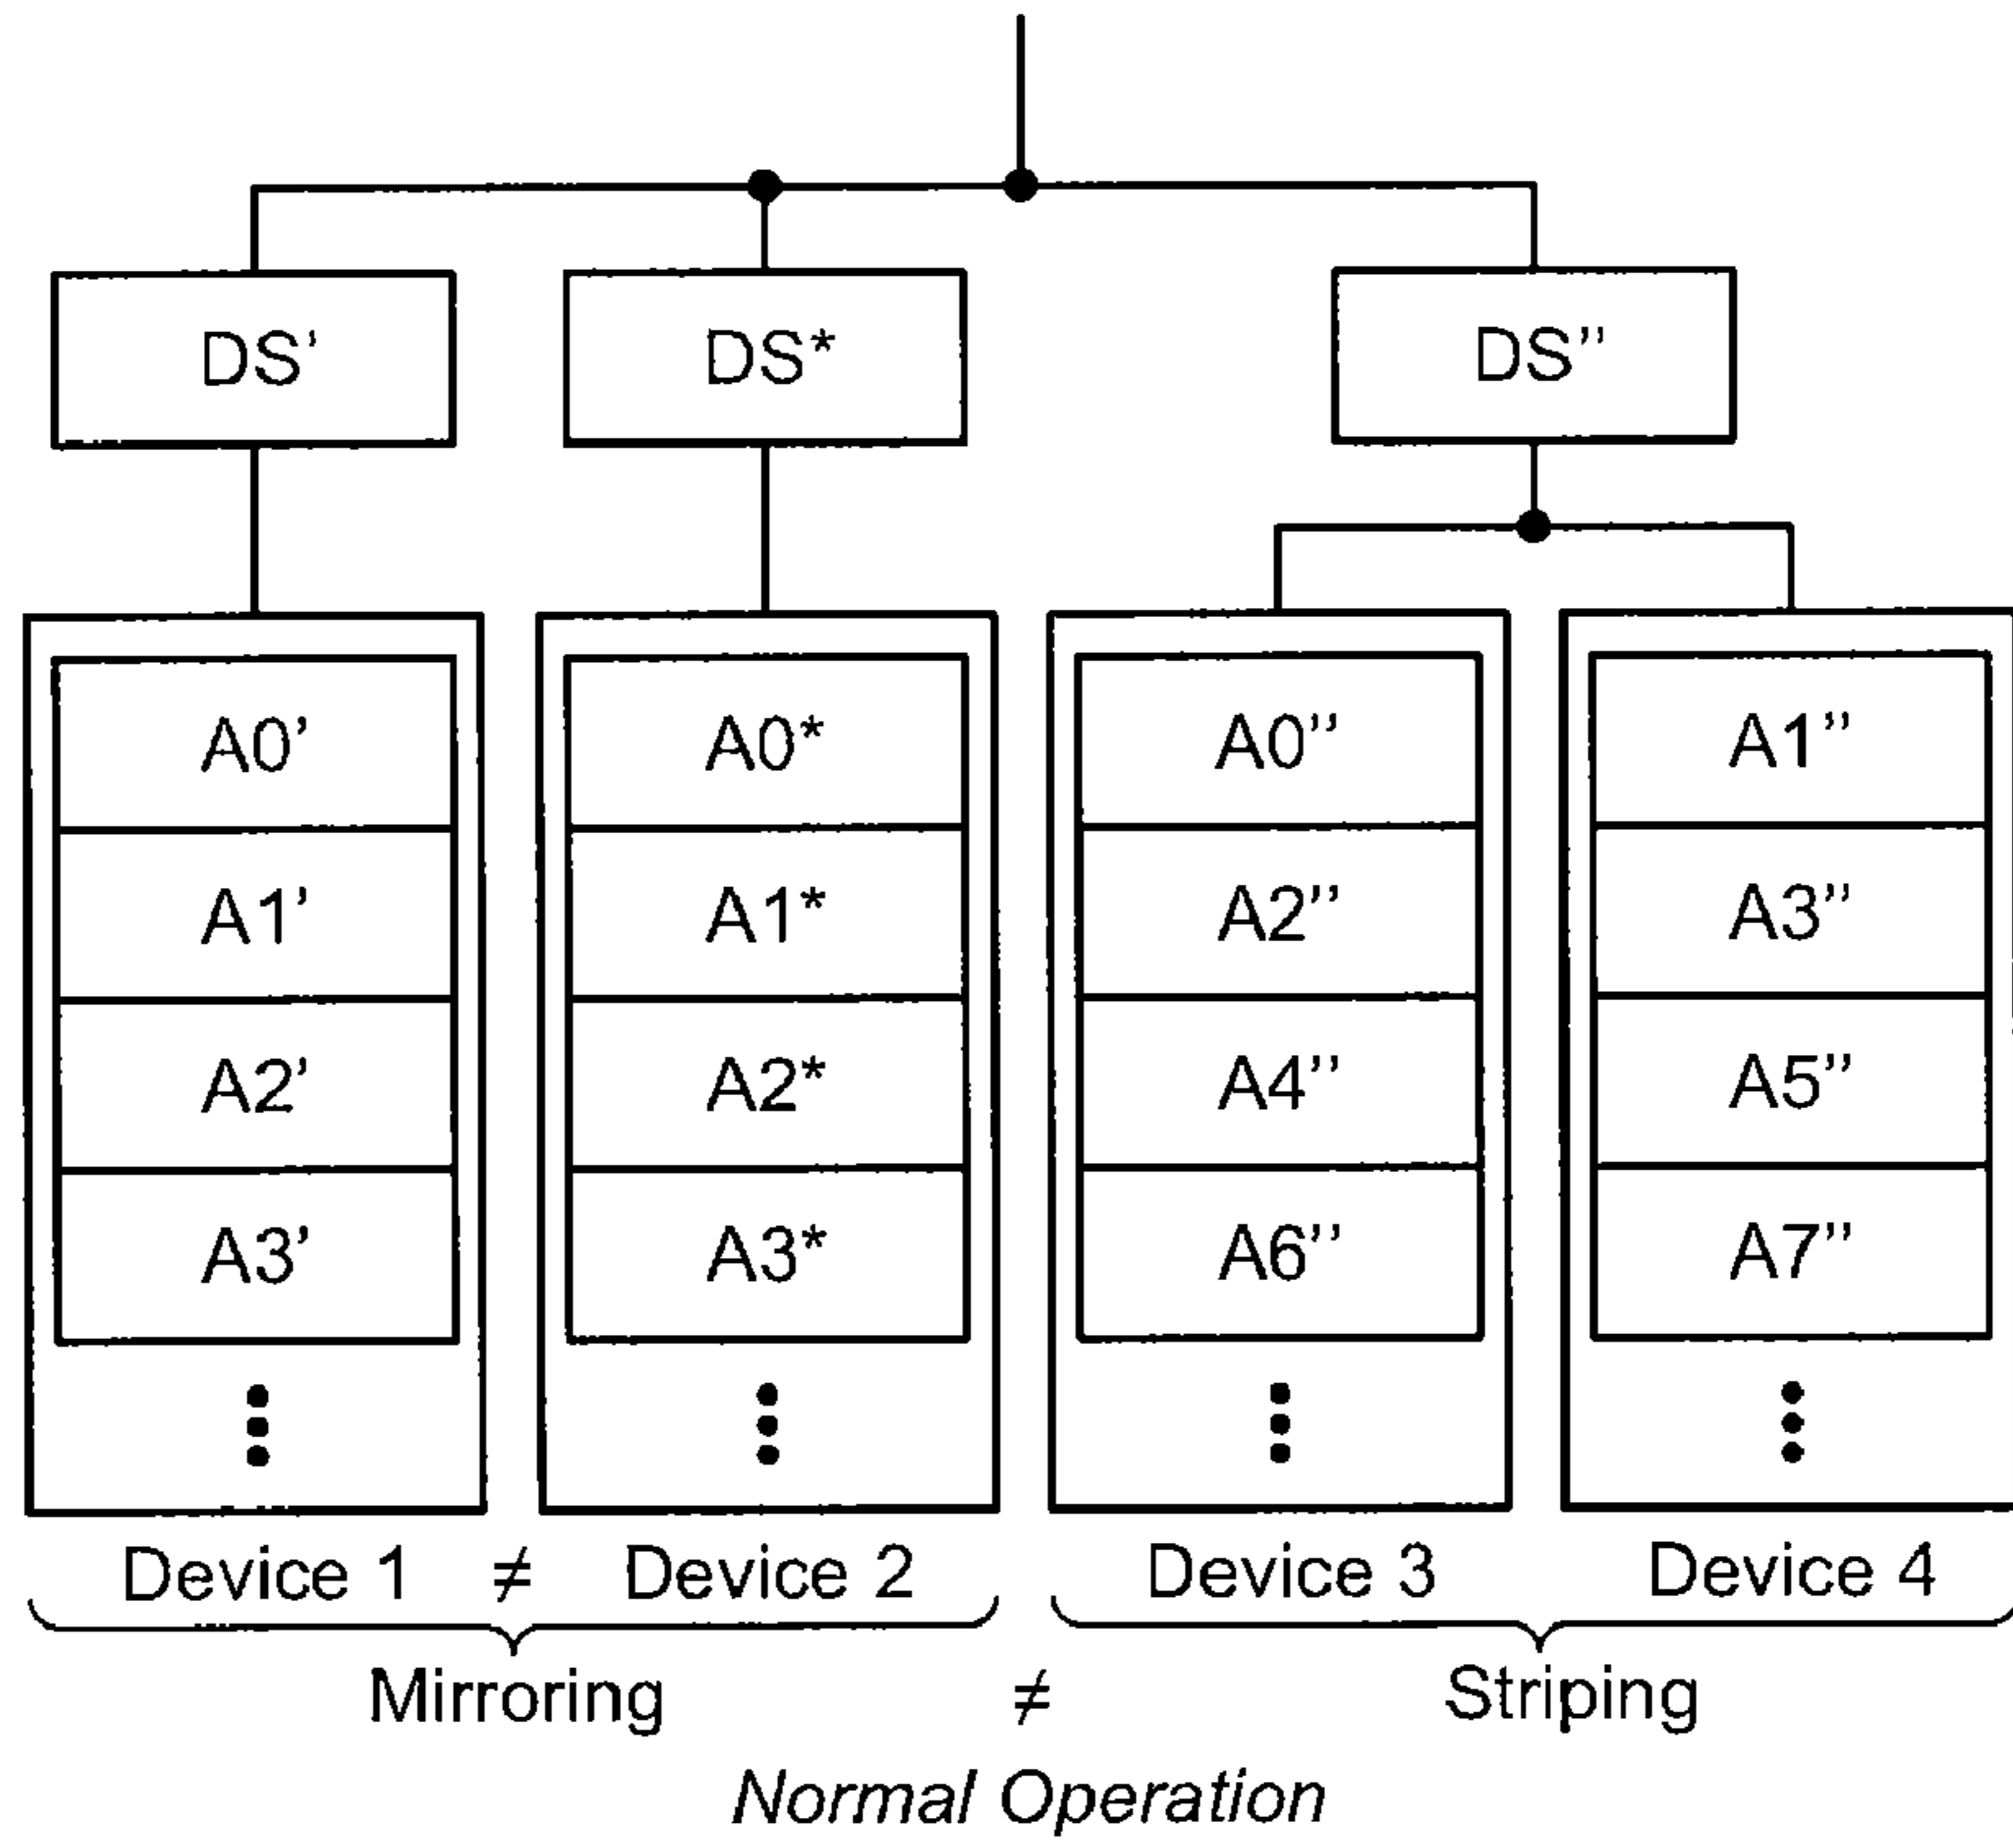 DS’ DS* DS’’
A0’ A0* A0’’ A1’’
A1’ A1* A2’’ A3’’
A2’ A2* A4’’ A5’’
A3’ A3* A6’’ A7’’
Device 1 ≠ Device 2 Device 3 Device 4
Mirroring ≠ Striping
Normal Operation